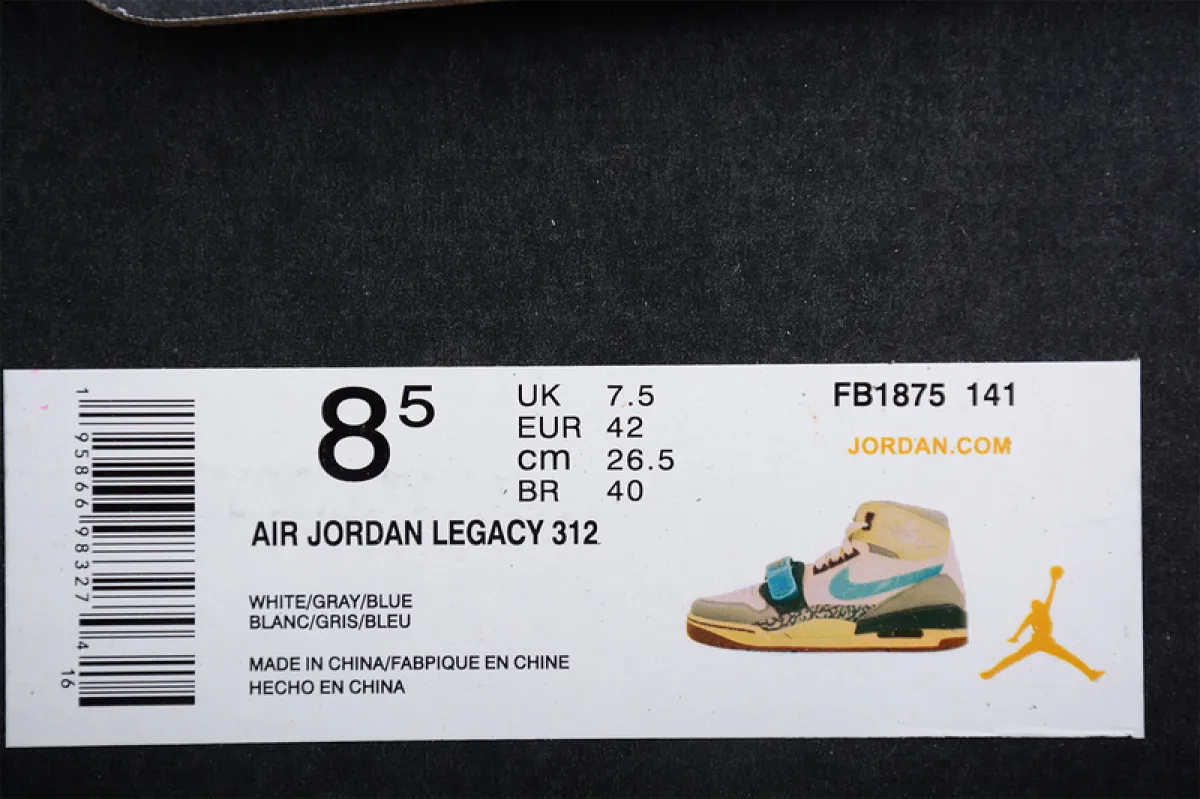 8⁵
UK 7.5
EUR 42
cm 26.5
BR 40
FB1875 141
JORDAN.COM
AIR JORDAN LEGACY 312
WHITE/GRAY/BLUE
BLANC/GRIS/BLEU
MADE IN CHINA/FABPIQUE EN CHINE
HECHO EN CHINA
1 95866 98327 4 16